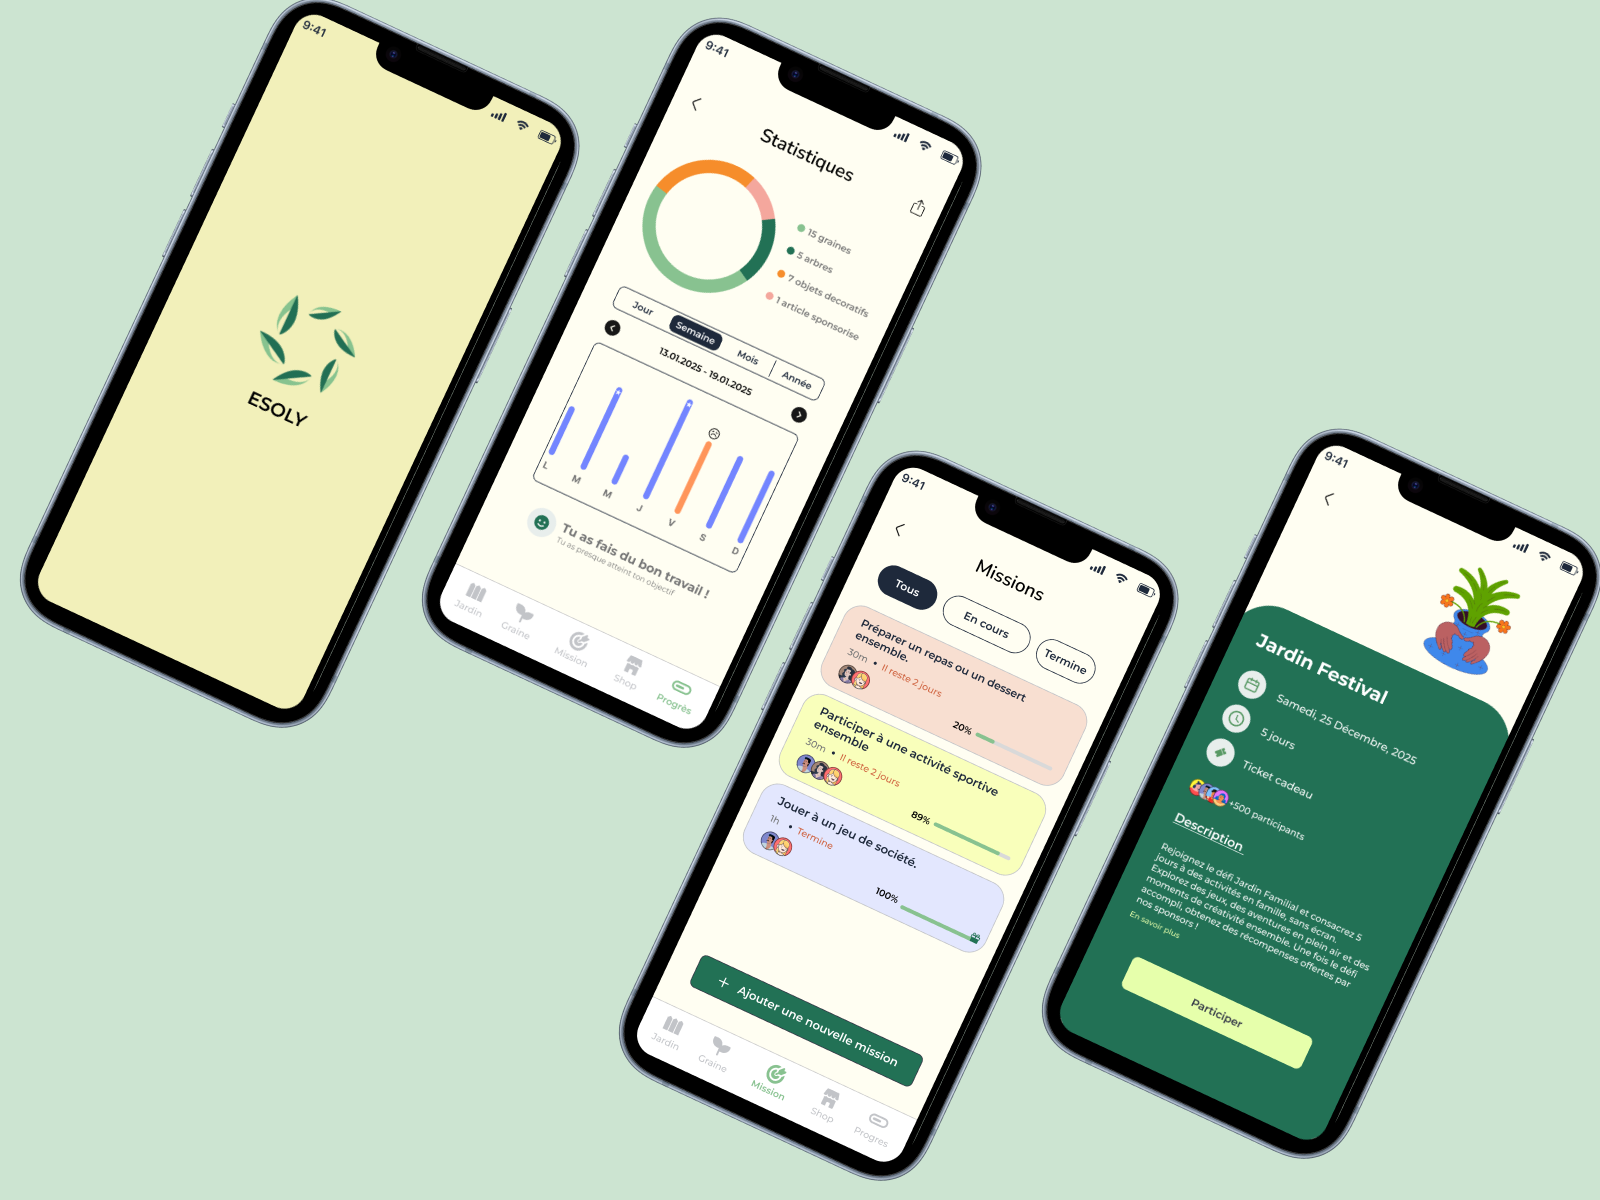 9:41
ESOLY
9:41
Statistiques
15 graines
5 arbres
7 objets decoratifs
1 article sponsorise
Jour
Semaine
Mois
Année
13.01.2025 - 19.01.2025
L
M
M
J
V
S
D
Tu as fais du bon travail !
Tu as presque atteint ton objectif
Jardin
Graine
Mission
Shop
Progrès
9:41
Missions
Tous
En cours
Termine
Préparer un repas ou un dessert
ensemble.
30m • Il reste 2 jours
20%
Participer à une activité sportive
ensemble
30m • Il reste 2 jours
89%
Jouer à un jeu de société.
1h • Termine
100%
+ Ajouter une nouvelle mission
Jardin
Graine
Mission
Shop
Progres
9:41
Jardin Festival
Samedi, 25 Décembre, 2025
5 jours
Ticket cadeau
+500 participants
Description
Rejoignez le défi Jardin Familial et consacrez 5
jours à des activités en famille, sans écran.
Explorez des jeux, des aventures en plein air et des
moments de créativité ensemble. Une fois le défi
accompli, obtenez des récompenses offertes par
nos sponsors !
En savoir plus
Participer